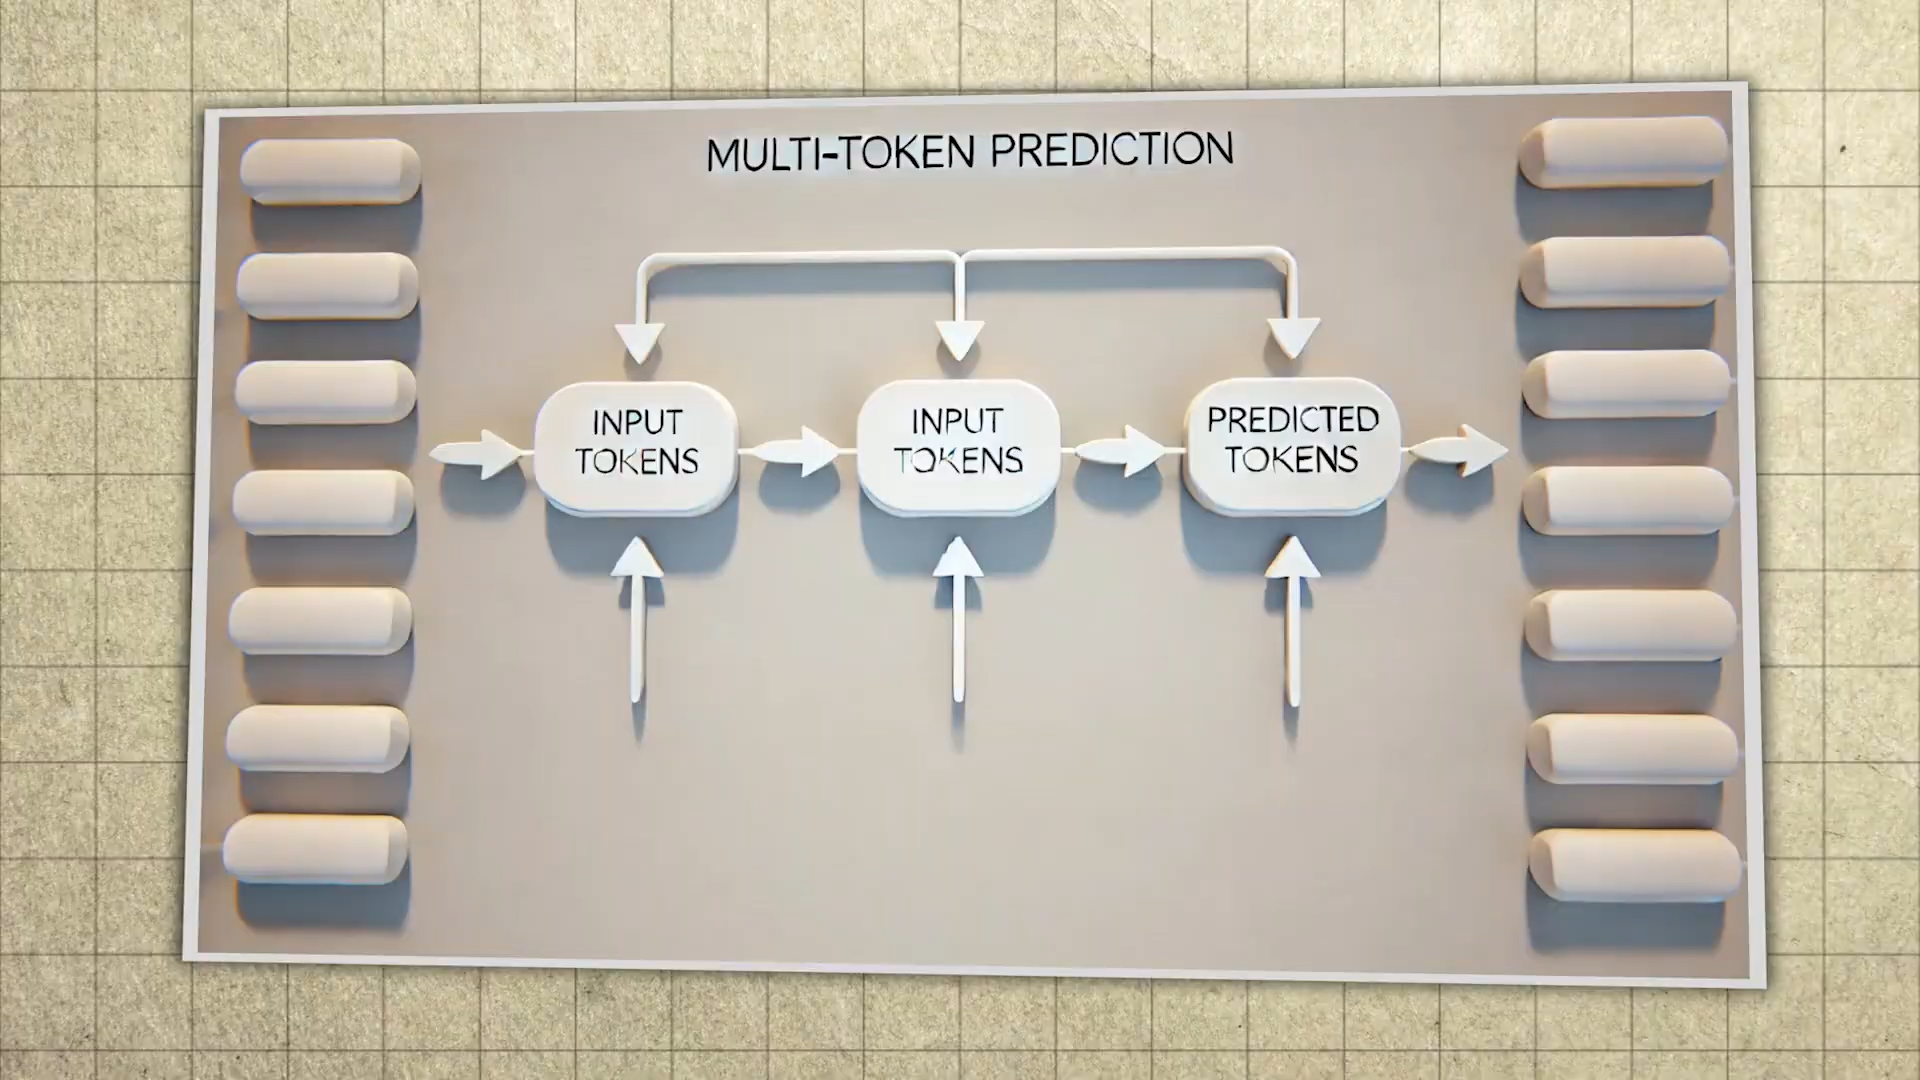 MULTI-TOKEN PREDICTION
INPUT
TOKENS
INPUT
TOKENS
PREDICTED
TOKENS